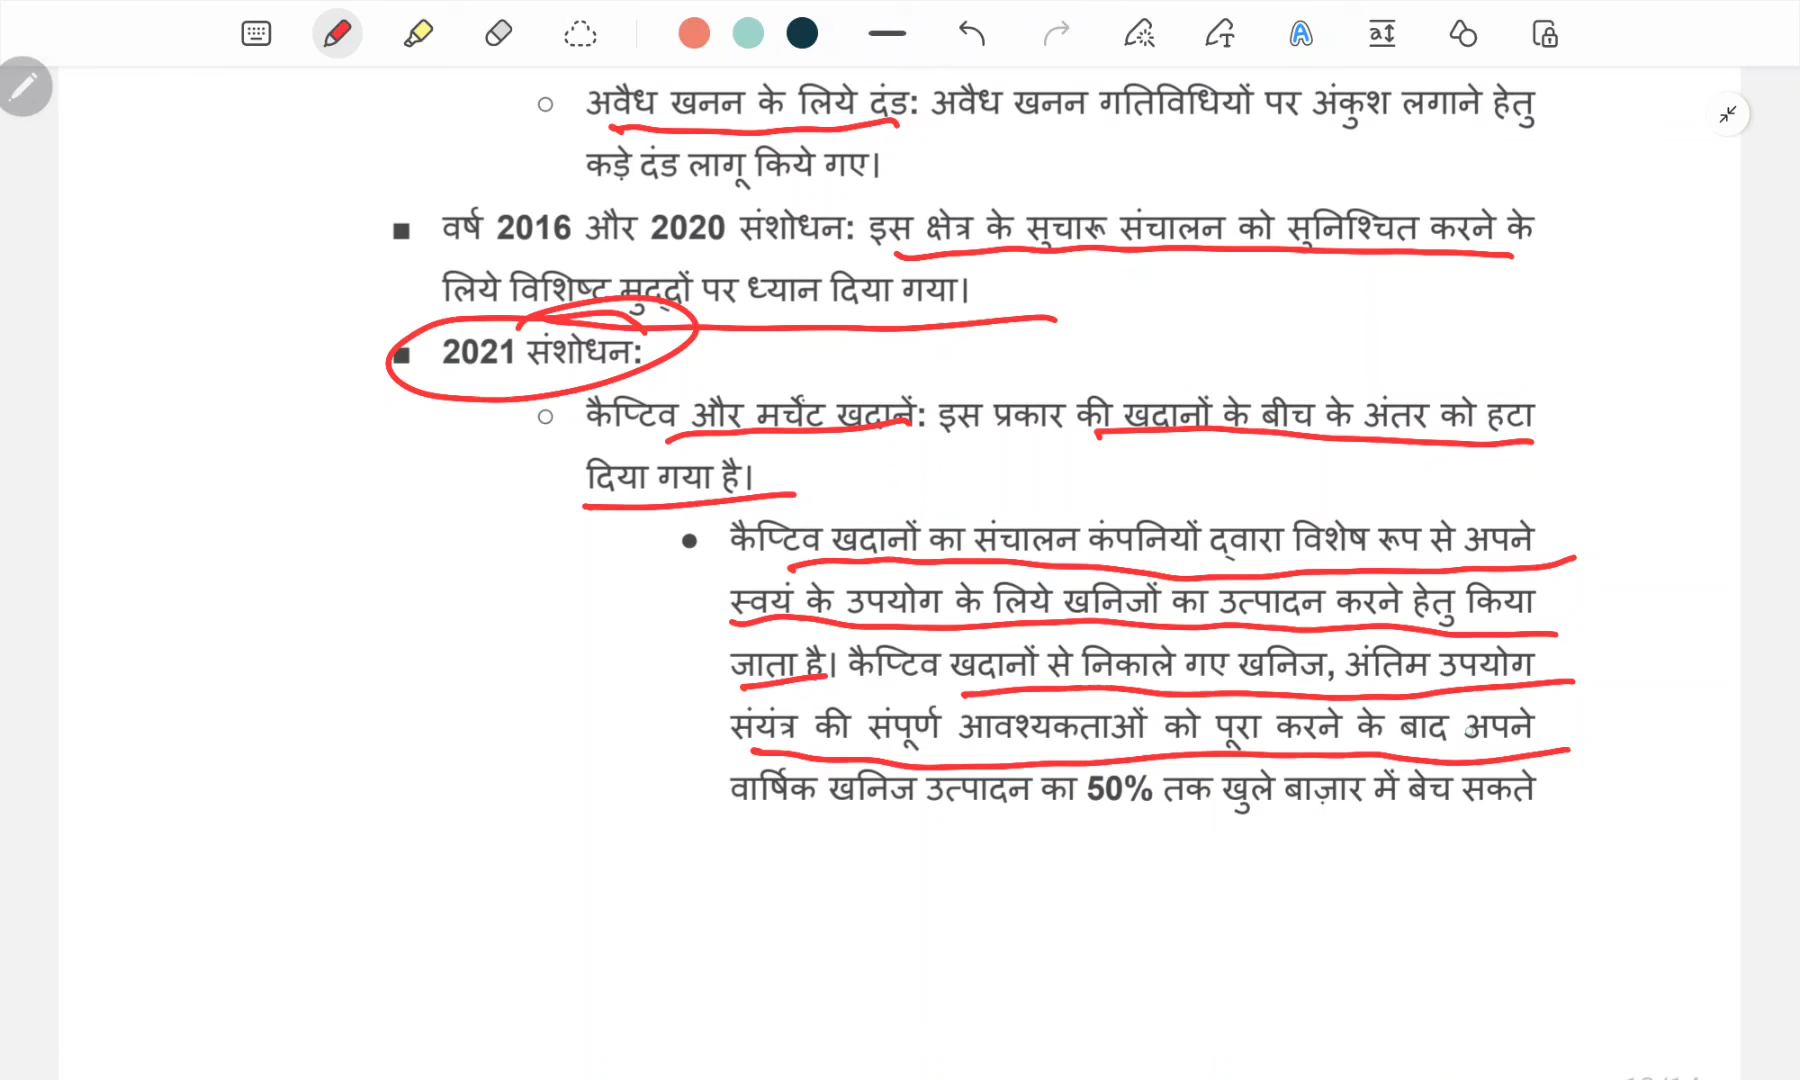 अवैध खनन के लिये दंड: अवैध खनन गतिविधियों पर अंकुश लगाने हेतु
कड़े दंड लागू किये गए।
वर्ष 2016 और 2020 संशोधन: इस क्षेत्र के सुचारू संचालन को सुनिश्चित करने के
लिये विशिष्ट मुद्दों पर ध्यान दिया गया।
2021 संशोधन:
कैप्टिव और मर्चेंट खदानें: इस प्रकार की खदानों के बीच के अंतर को हटा
दिया गया है।
कैप्टिव खदानों का संचालन कंपनियों द्वारा विशेष रूप से अपने
स्वयं के उपयोग के लिये खनिजों का उत्पादन करने हेतु किया
जाता है। कैप्टिव खदानों से निकाले गए खनिज, अंतिम उपयोग
संयंत्र की संपूर्ण आवश्यकताओं को पूरा करने के बाद अपने
वार्षिक खनिज उत्पादन का 50% तक खुले बाज़ार में बेच सकते